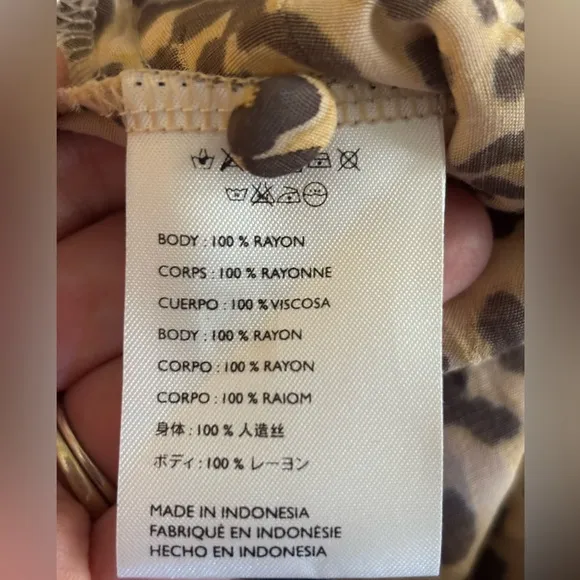 BODY : 100 % RAYON
CORPS : 100 % RAYONNE
CUERPO : 100 % VISCOSA
BODY : 100 % RAYON
CORPO : 100 % RAYON
CORPO : 100 % RAIOM
身体 : 100 % 人造丝
ボディ : 100 % レーヨン
MADE IN INDONESIA
FABRIQUÉ EN INDONÉSIE
HECHO EN INDONESIA